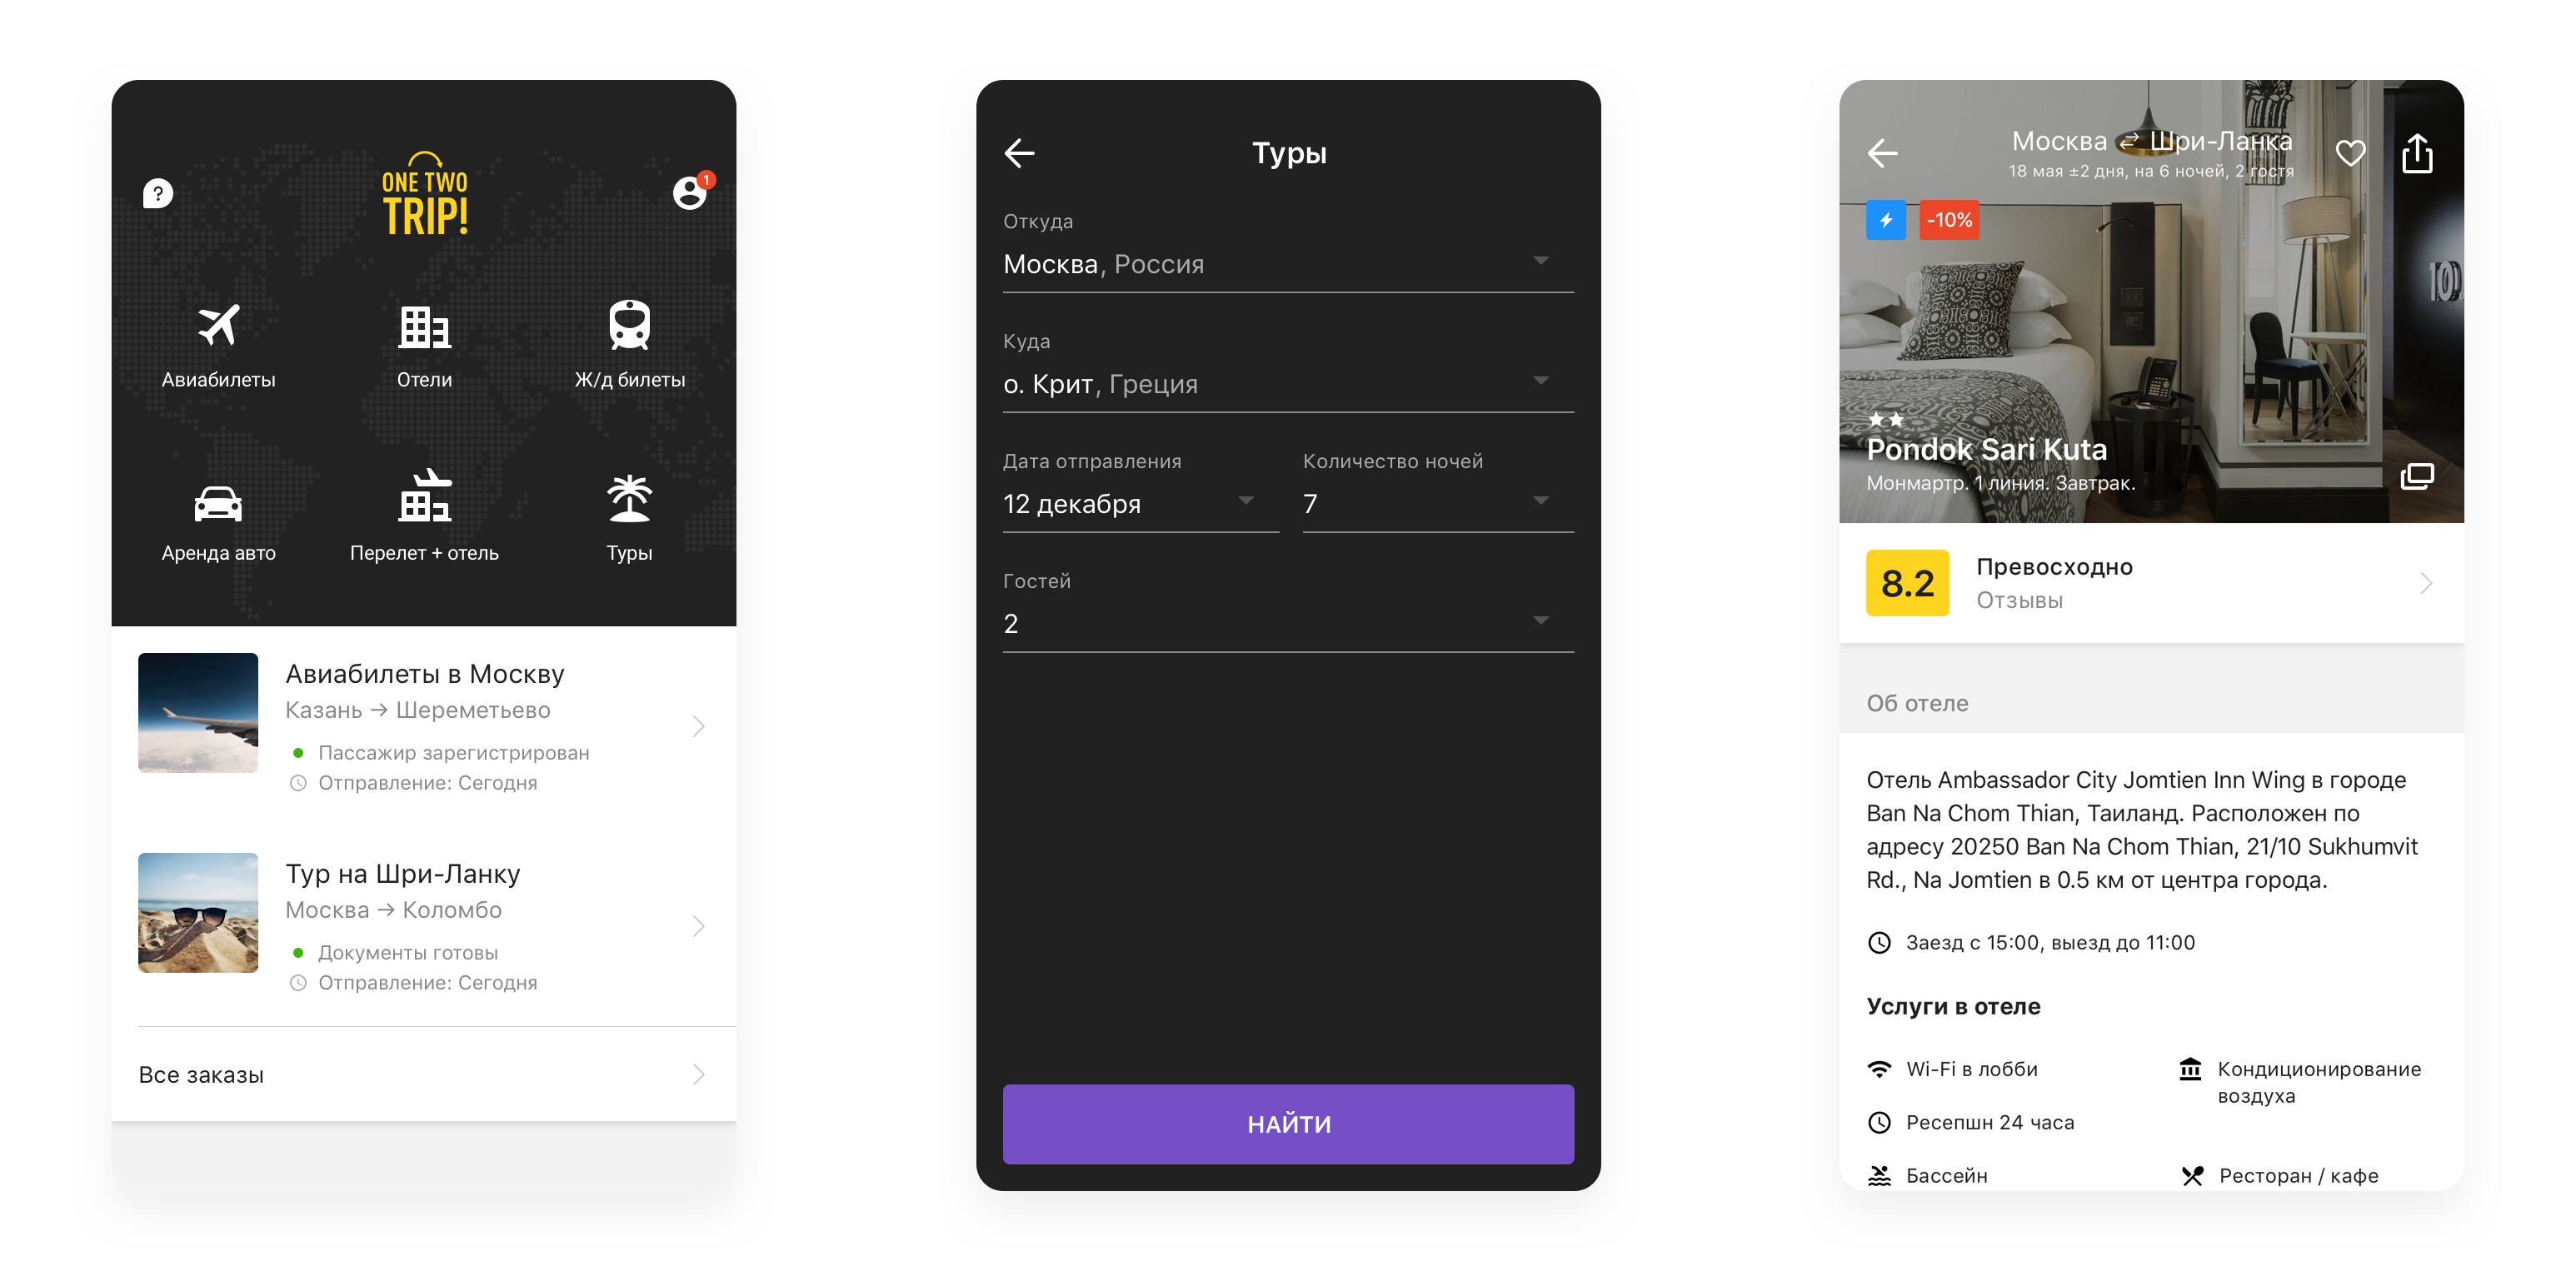 ?
ONE TWO
TRIP!
1
Авиабилеты
Отели
Ж/д билеты
Аренда авто
Перелет + отель
Туры
Авиабилеты в Москву
Казань → Шереметьево
Пассажир зарегистрирован
Отправление: Сегодня
Тур на Шри-Ланку
Москва → Коломбо
Документы готовы
Отправление: Сегодня
Все заказы
Туры
Откуда
Москва, Россия
Куда
о. Крит, Греция
Дата отправления
Количество ночей
12 декабря
7
Гостей
2
НАЙТИ
Москва ⇄ Шри-Ланка
18 мая ±2 дня, на 6 ночей, 2 гостя
-10%
10
Pondok Sari Kuta
Монмартр. 1 линия. Завтрак.
8.2
Превосходно
Отзывы
Об отеле
Отель Ambassador City Jomtien Inn Wing в городе
Ban Na Chom Thian, Таиланд. Расположен по
адресу 20250 Ban Na Chom Thian, 21/10 Sukhumvit
Rd., Na Jomtien в 0.5 км от центра города.
Заезд с 15:00, выезд до 11:00
Услуги в отеле
Wi-Fi в лобби
Кондиционирование
воздуха
Ресепшн 24 часа
Бассейн
Ресторан / кафе